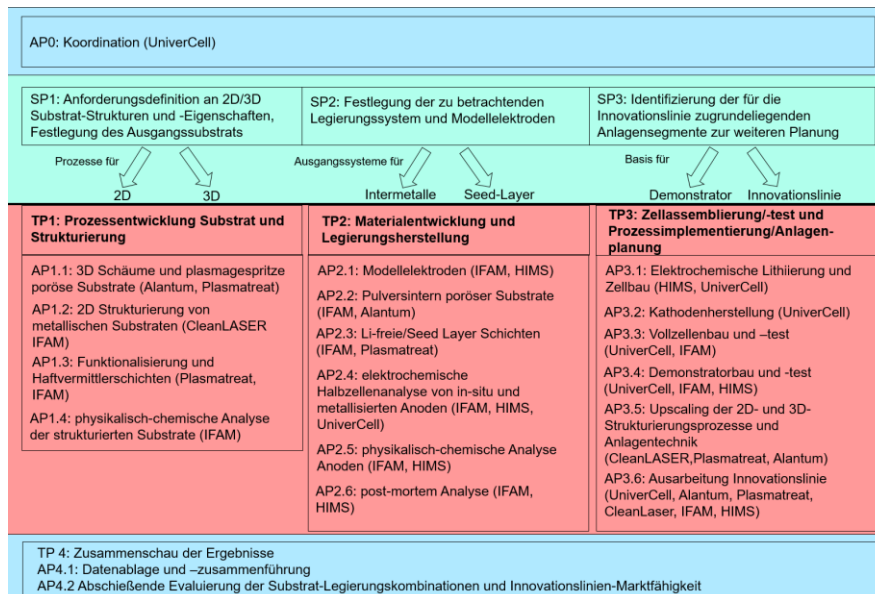 AP0: Koordination (UniverCell)
SP1: Anforderungsdefinition an 2D/3D
Substrat-Strukturen und -Eigenschaften,
Festlegung des Ausgangssubstrats
SP2: Festlegung der zu betrachtenden
Legierungssystem und Modellelektroden
SP3: Identifizierung der für die
Innovationslinie zugrundeliegenden
Anlagensegmente zur weiteren Planung
Prozesse für
2D
3D
Ausgangssysteme für
Intermetalle
Seed-Layer
Basis für
Demonstrator
Innovationslinie
TP1: Prozessentwicklung Substrat und
Strukturierung
AP1.1: 3D Schäume und plasmagespritze
poröse Substrate (Alantum, Plasmatreat)
AP1.2: 2D Strukturierung von
metallischen Substraten (CleanLASER
IFAM)
AP1.3: Funktionalisierung und
Haftvermittlerschichten (Plasmatreat,
IFAM)
AP1.4: physikalisch-chemische Analyse
der strukturierten Substrate (IFAM)
TP2: Materialentwicklung und
Legierungsherstellung
AP2.1: Modellelektroden (IFAM, HIMS)
AP2.2: Pulversintern poröser Substrate
(IFAM, Alantum)
AP2.3: Li-freie/Seed Layer Schichten
(IFAM, Plasmatreat)
AP2.4: elektrochemische
Halbzellenanalyse von in-situ und
metallisierten Anoden (IFAM, HIMS,
UniverCell)
AP2.5: physikalisch-chemische Analyse
Anoden (IFAM, HIMS)
AP2.6: post-mortem Analyse (IFAM,
HIMS)
TP3: Zellassemblierung/-test und
Prozessimplementierung/Anlagen-
planung
AP3.1: Elektrochemische Lithiierung und
Zellbau (HIMS, UniverCell)
AP3.2: Kathodenherstellung (UniverCell)
AP3.3: Vollzellenbau und –test
(UniverCell, IFAM)
AP3.4: Demonstratorbau und -test
(UniverCell, IFAM, HIMS)
AP3.5: Upscaling der 2D- und 3D-
Strukturierungsprozesse und
Anlagentechnik
(CleanLASER,Plasmatreat, Alantum)
AP3.6: Ausarbeitung Innovationslinie
(UniverCell, Alantum, Plasmatreat,
CleanLaser, IFAM, HIMS)
TP 4: Zusammenschau der Ergebnisse
AP4.1: Datenablage und –zusammenführung
AP4.2 Abschießende Evaluierung der Substrat-Legierungskombinationen und Innovationslinien-Marktfähigkeit